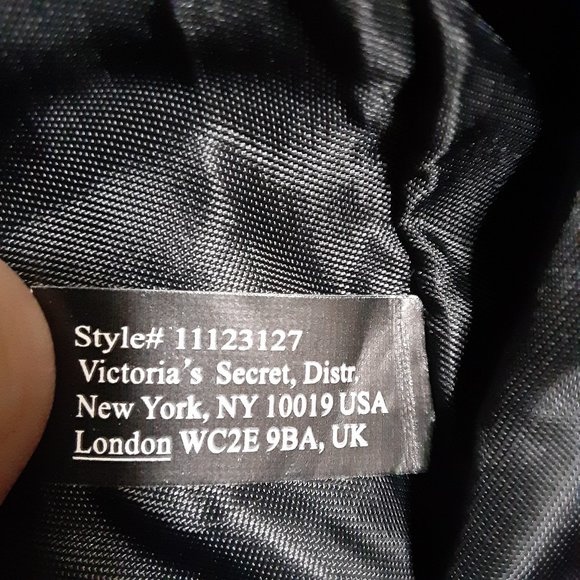 Style# 11123127
Victoria's Secret, Distr.
New York, NY 10019 USA
London WC2E 9BA, UK